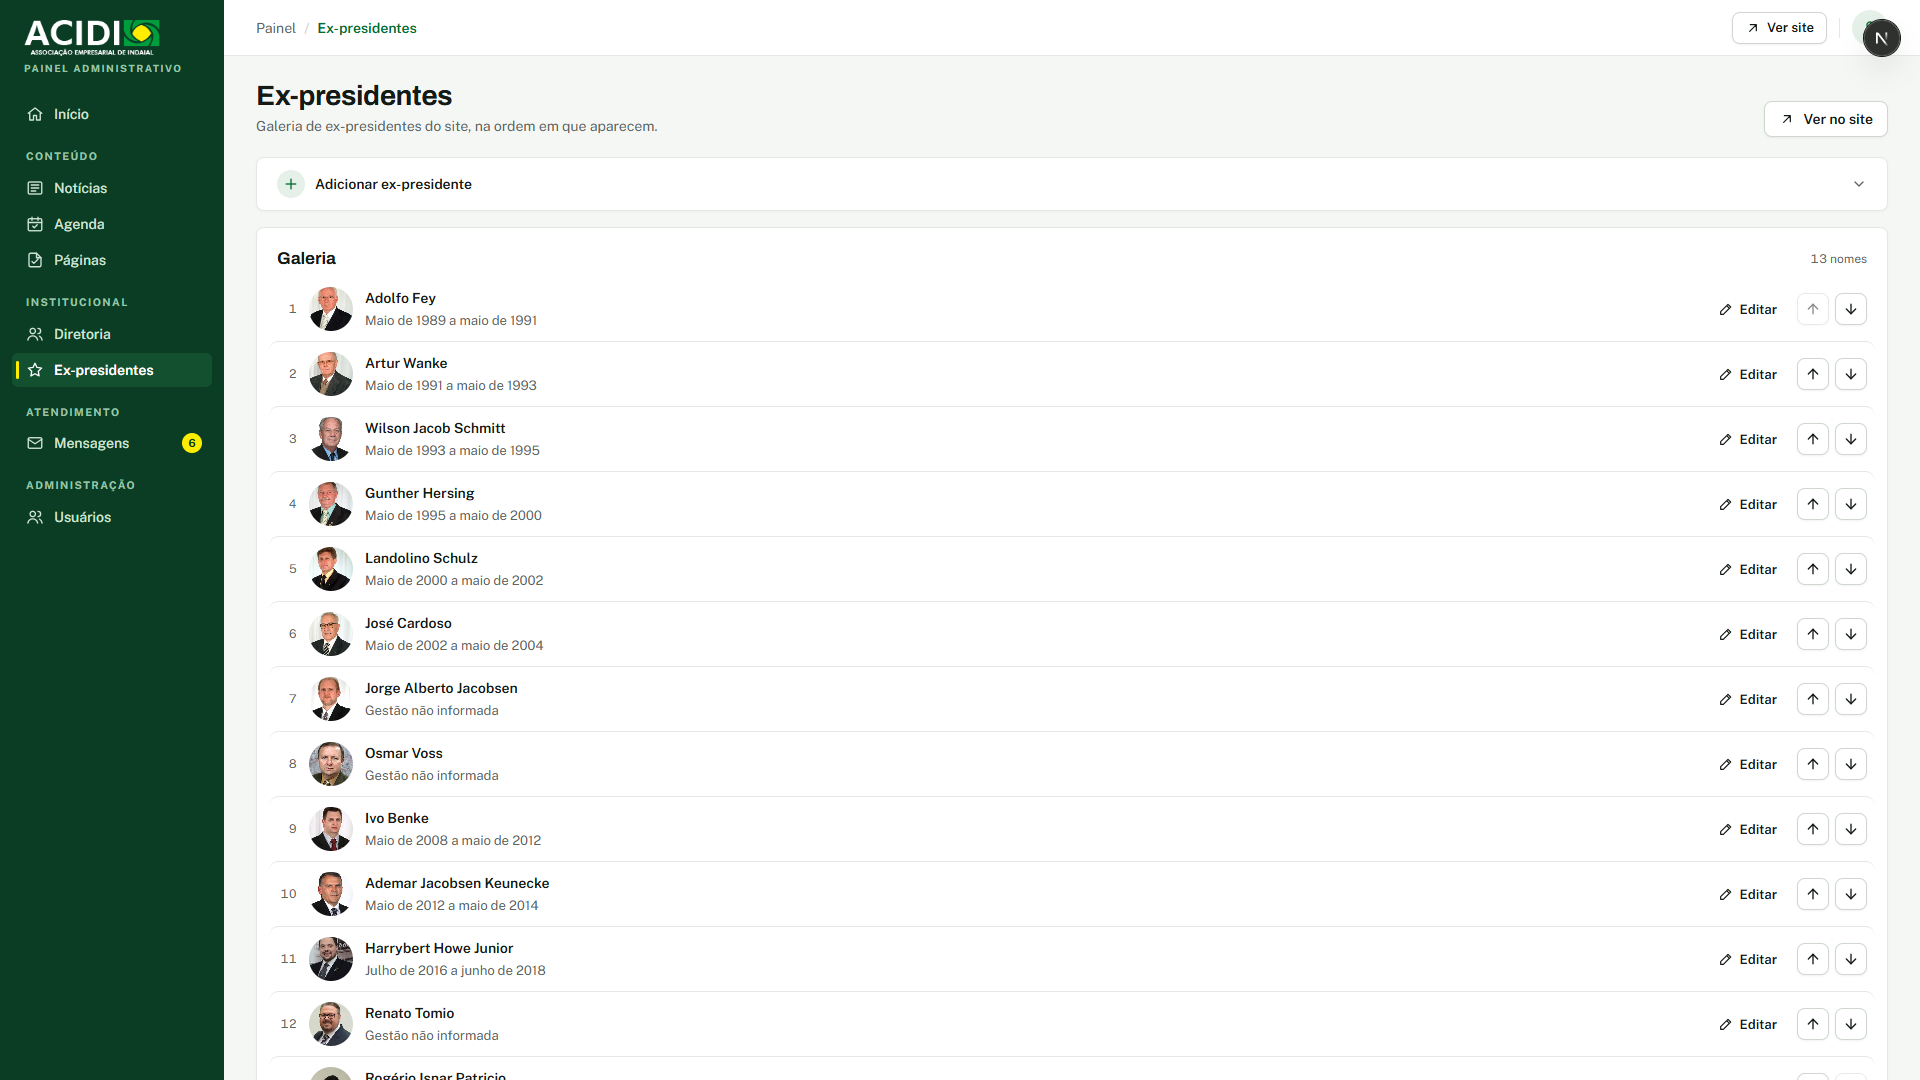 ACIDI
ASSOCIAÇÃO EMPRESARIAL DE INDAIAL
PAINEL ADMINISTRATIVO
Início
CONTEÚDO
Notícias
Agenda
Páginas
INSTITUCIONAL
Diretoria
Ex-presidentes
ATENDIMENTO
Mensagens 6
ADMINISTRAÇÃO
Usuários
Painel / Ex-presidentes
Ver site
N
Ex-presidentes
Galeria de ex-presidentes do site, na ordem em que aparecem.
Ver no site
Adicionar ex-presidente
Galeria
13 nomes
1 Adolfo Fey
Maio de 1989 a maio de 1991
Editar
2 Artur Wanke
Maio de 1991 a maio de 1993
Editar
3 Wilson Jacob Schmitt
Maio de 1993 a maio de 1995
Editar
4 Gunther Hersing
Maio de 1995 a maio de 2000
Editar
5 Landolino Schulz
Maio de 2000 a maio de 2002
Editar
6 José Cardoso
Maio de 2002 a maio de 2004
Editar
7 Jorge Alberto Jacobsen
Gestão não informada
Editar
8 Osmar Voss
Gestão não informada
Editar
9 Ivo Benke
Maio de 2008 a maio de 2012
Editar
10 Ademar Jacobsen Keunecke
Maio de 2012 a maio de 2014
Editar
11 Harrybert Howe Junior
Julho de 2016 a junho de 2018
Editar
12 Renato Tomio
Gestão não informada
Editar
Rogério Isnar Patricio